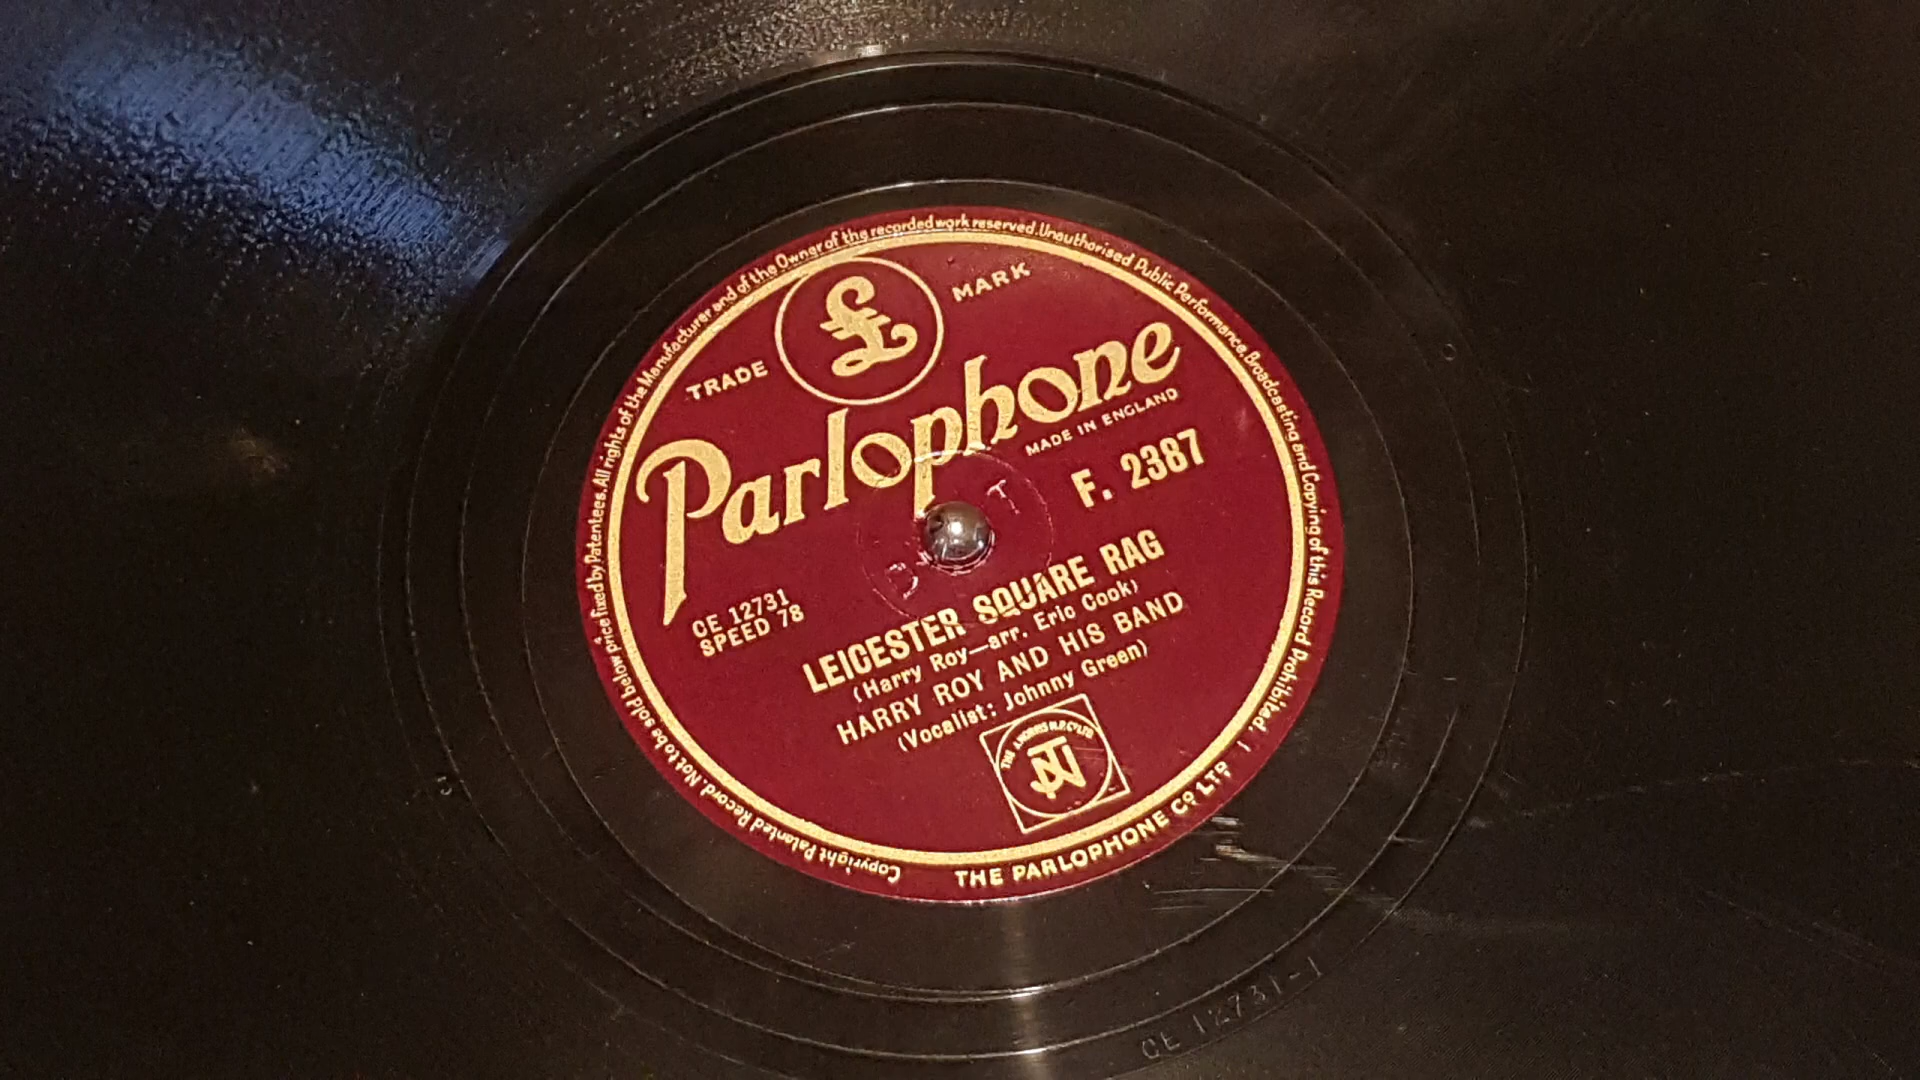 TRADE £ MARK
Parlophone
MADE IN ENGLAND
F. 2387
CE 12731
SPEED 78
LEICESTER SQUARE RAG
(Harry Roy—arr. Eric Cook)
HARRY ROY AND HIS BAND
(Vocalist: Johnny Green)
THE PARLOPHONE CO LTD
Copyright Patented Record. Not to be sold below price fixed by Patentees. All rights of the Manufacturer and of the Owner of the recorded work reserved. Unauthorised Public Performance, Broadcasting and Copying of this Record Prohibited.
CE 12731-1